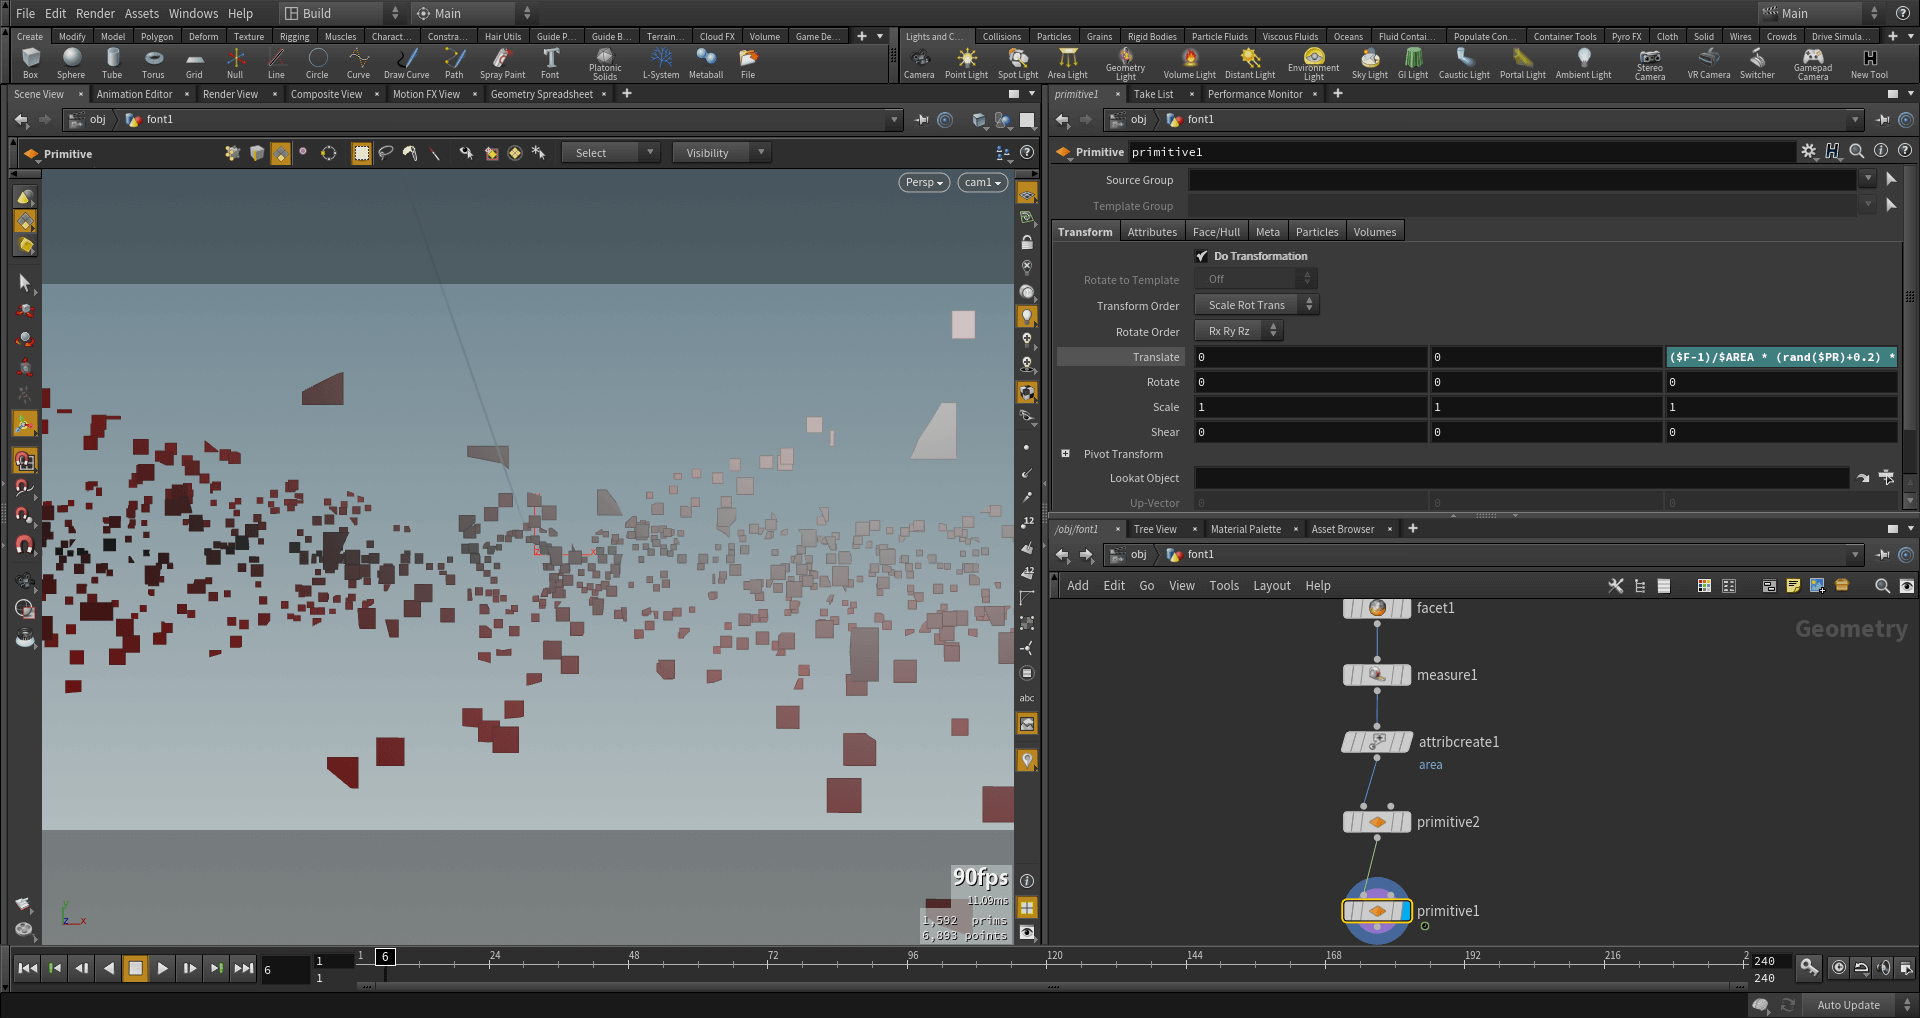 File Edit Render Assets Windows Help Build Main Main
Create Modify Model Polygon Deform Texture Rigging Muscles Charact... Constra... Hair Utils Guide P... Guide B... Terrain... Cloud FX Volume Game De...
Lights and C... Collisions Particles Grains Rigid Bodies Particle Fluids Viscous Fluids Oceans Fluid Contai... Populate Con... Container Tools Pyro FX Cloth Solid Wires Crowds Drive Simula...
Box Sphere Tube Torus Grid Null Line Circle Curve Draw Curve Path Spray Paint Font Platonic Solids L-System Metaball File
Camera Point Light Spot Light Area Light Geometry Light Volume Light Distant Light Environment Light Sky Light GI Light Caustic Light Portal Light Ambient Light Stereo Camera VR Camera Switcher Gamepad Camera New Tool
Scene View Animation Editor Render View Composite View Motion FX View Geometry Spreadsheet
obj font1
Primitive Select Visibility
Persp cam1
12
12
abc
90fps
11.09ms
1,592 prims
6,893 points
y
z x
x
primitive1 Take List Performance Monitor
obj font1
Primitive primitive1
Source Group
Template Group
Transform Attributes Face/Hull Meta Particles Volumes
Do Transformation
Rotate to Template Off
Transform Order Scale Rot Trans
Rotate Order Rx Ry Rz
Translate 0 0 ($F-1)/$AREA * (rand($PR)+0.2) *
Rotate 0 0 0
Scale 1 1 1
Shear 0 0 0
Pivot Transform
Lookat Object
Up-Vector 0 0 0
/obj/font1 Tree View Material Palette Asset Browser
obj font1
Add Edit Go View Tools Layout Help
Geometry
facet1
measure1
attribcreate1
area
primitive2
primitive1
6 1 1 1 6 24 48 72 96 120 144 168 192 216 2 240 240
Auto Update